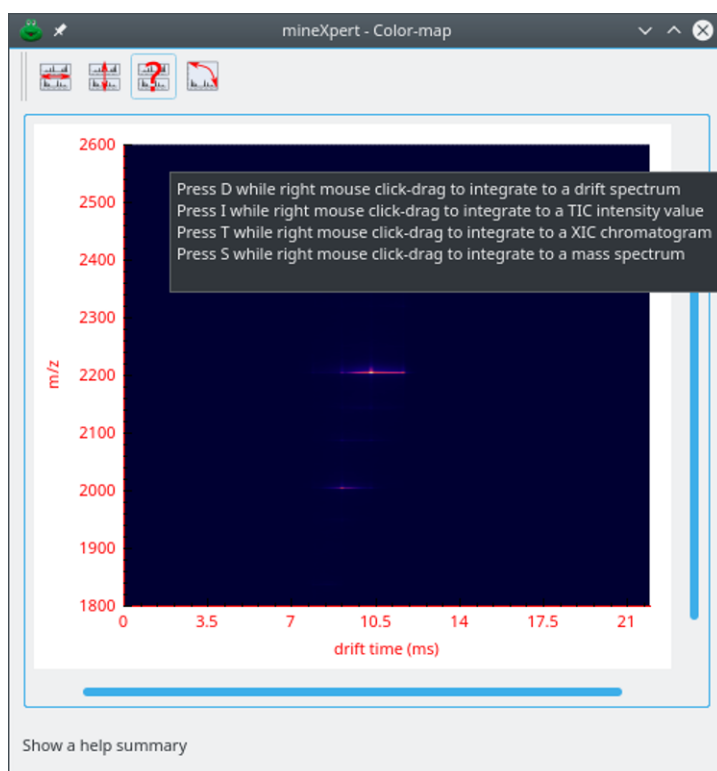 mineXpert - Color-map
2600
Press D while right mouse click-drag to integrate to a drift spectrum
2500
Press I while right mouse click-drag to integrate to a TIC intensity value
Press T while right mouse click-drag to integrate to a XIC chromatogram
Press S while right mouse click-drag to integrate to a mass spectrum
2400
2300
m/z
2200
2100
2000
1900
1800
0 3.5 7 10.5 14 17.5 21
drift time (ms)
Show a help summary